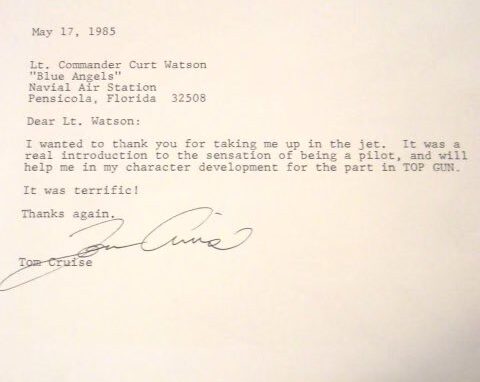 May 17, 1985
Lt. Commander Curt Watson
"Blue Angels"
Navial Air Station
Pensicola, Florida  32508
Dear Lt. Watson:
I wanted to thank you for taking me up in the jet.  It was a
real introduction to the sensation of being a pilot, and will
help me in my character development for the part in TOP GUN.
It was terrific!
Thanks again.
Tom Cruise
Tom Cruise